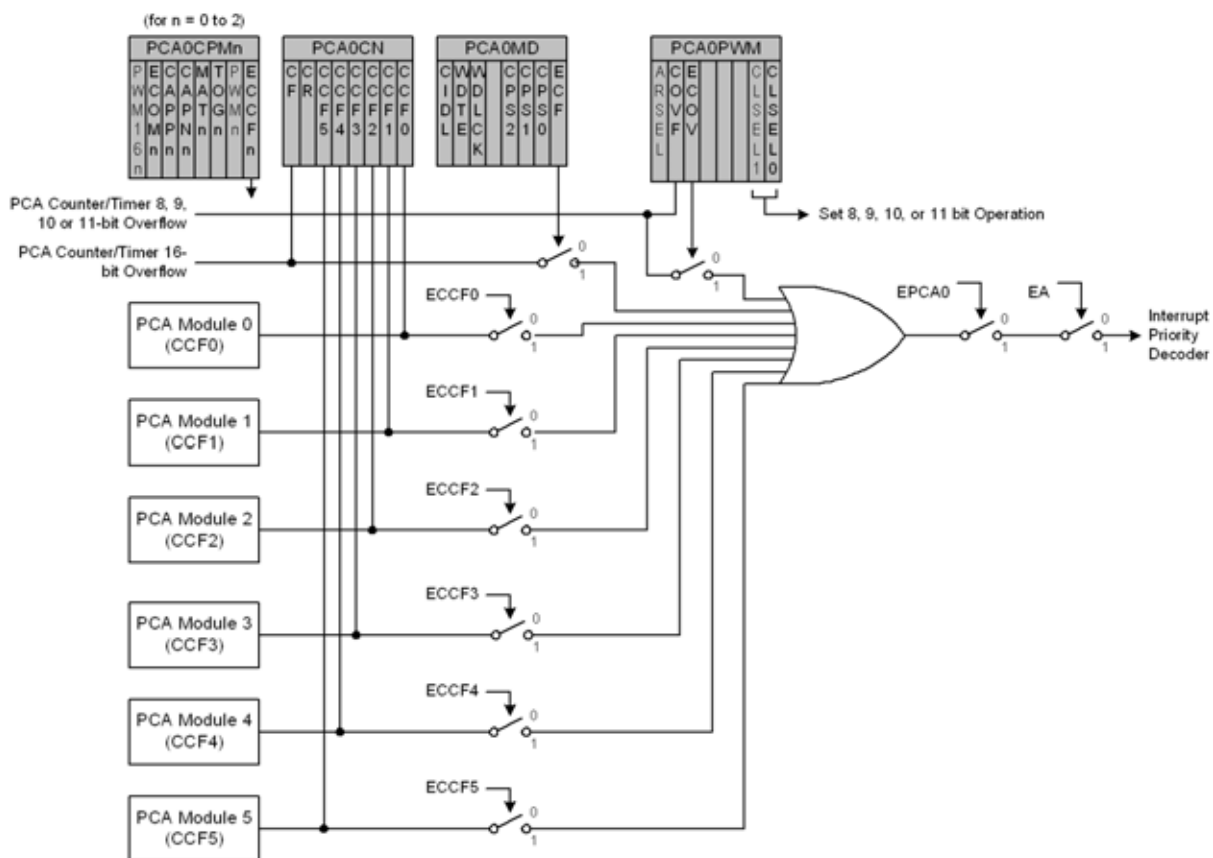 (for n = 0 to 2)
PCA0CPMn
PWM16n
ECOMn
CAPPn
CAPNn
MATn
TOGn
PWMn
ECCFn
PCA0CN
CF
CR
CCF5
CCF4
CCF3
CCF2
CCF1
CCF0
PCA0MD
CIDL
WDTE
WDLCK
CPS2
CPS1
CPS0
ECF
PCA0PWM
ARSEL
COVF
ECOV
CLSEL1
CLSEL0
PCA Counter/Timer 8, 9,
10 or 11-bit Overflow
Set 8, 9, 10, or 11 bit Operation
PCA Counter/Timer 16-
bit Overflow
0
1
0
1
PCA Module 0
(CCF0)
ECCF0
0
1
EPCA0
0
1
EA
0
1
Interrupt
Priority
Decoder
PCA Module 1
(CCF1)
ECCF1
0
1
PCA Module 2
(CCF2)
ECCF2
0
1
PCA Module 3
(CCF3)
ECCF3
0
1
PCA Module 4
(CCF4)
ECCF4
0
1
PCA Module 5
(CCF5)
ECCF5
0
1